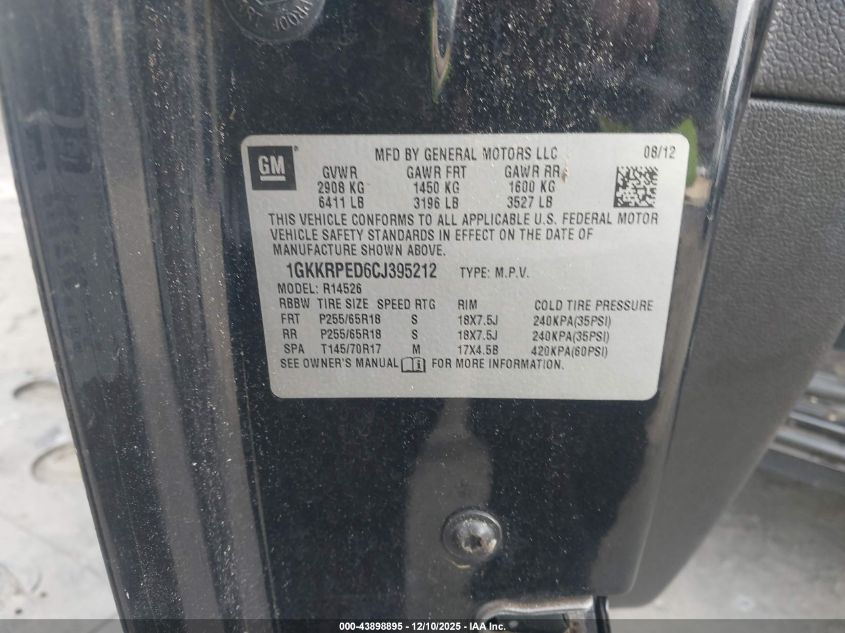 GM
MFD BY GENERAL MOTORS LLC 08/12
GVWR GAWR FRT GAWR RR
2908 KG 1450 KG 1600 KG
6411 LB 3196 LB 3527 LB
THIS VEHICLE CONFORMS TO ALL APPLICABLE U.S. FEDERAL MOTOR
VEHICLE SAFETY STANDARDS IN EFFECT ON THE DATE OF
MANUFACTURE SHOWN ABOVE.
1GKKRPED6CJ395212 TYPE: M.P.V.
MODEL: R14526
RBBW TIRE SIZE SPEED RTG RIM COLD TIRE PRESSURE
FRT P255/65R18 S 18X7.5J 240KPA(35PSI)
RR P255/65R18 S 18X7.5J 240KPA(35PSI)
SPA T145/70R17 M 17X4.5B 420KPA(60PSI)
SEE OWNER'S MANUAL FOR MORE INFORMATION.
000-43898895 - 12/10/2025 - IAA Inc.